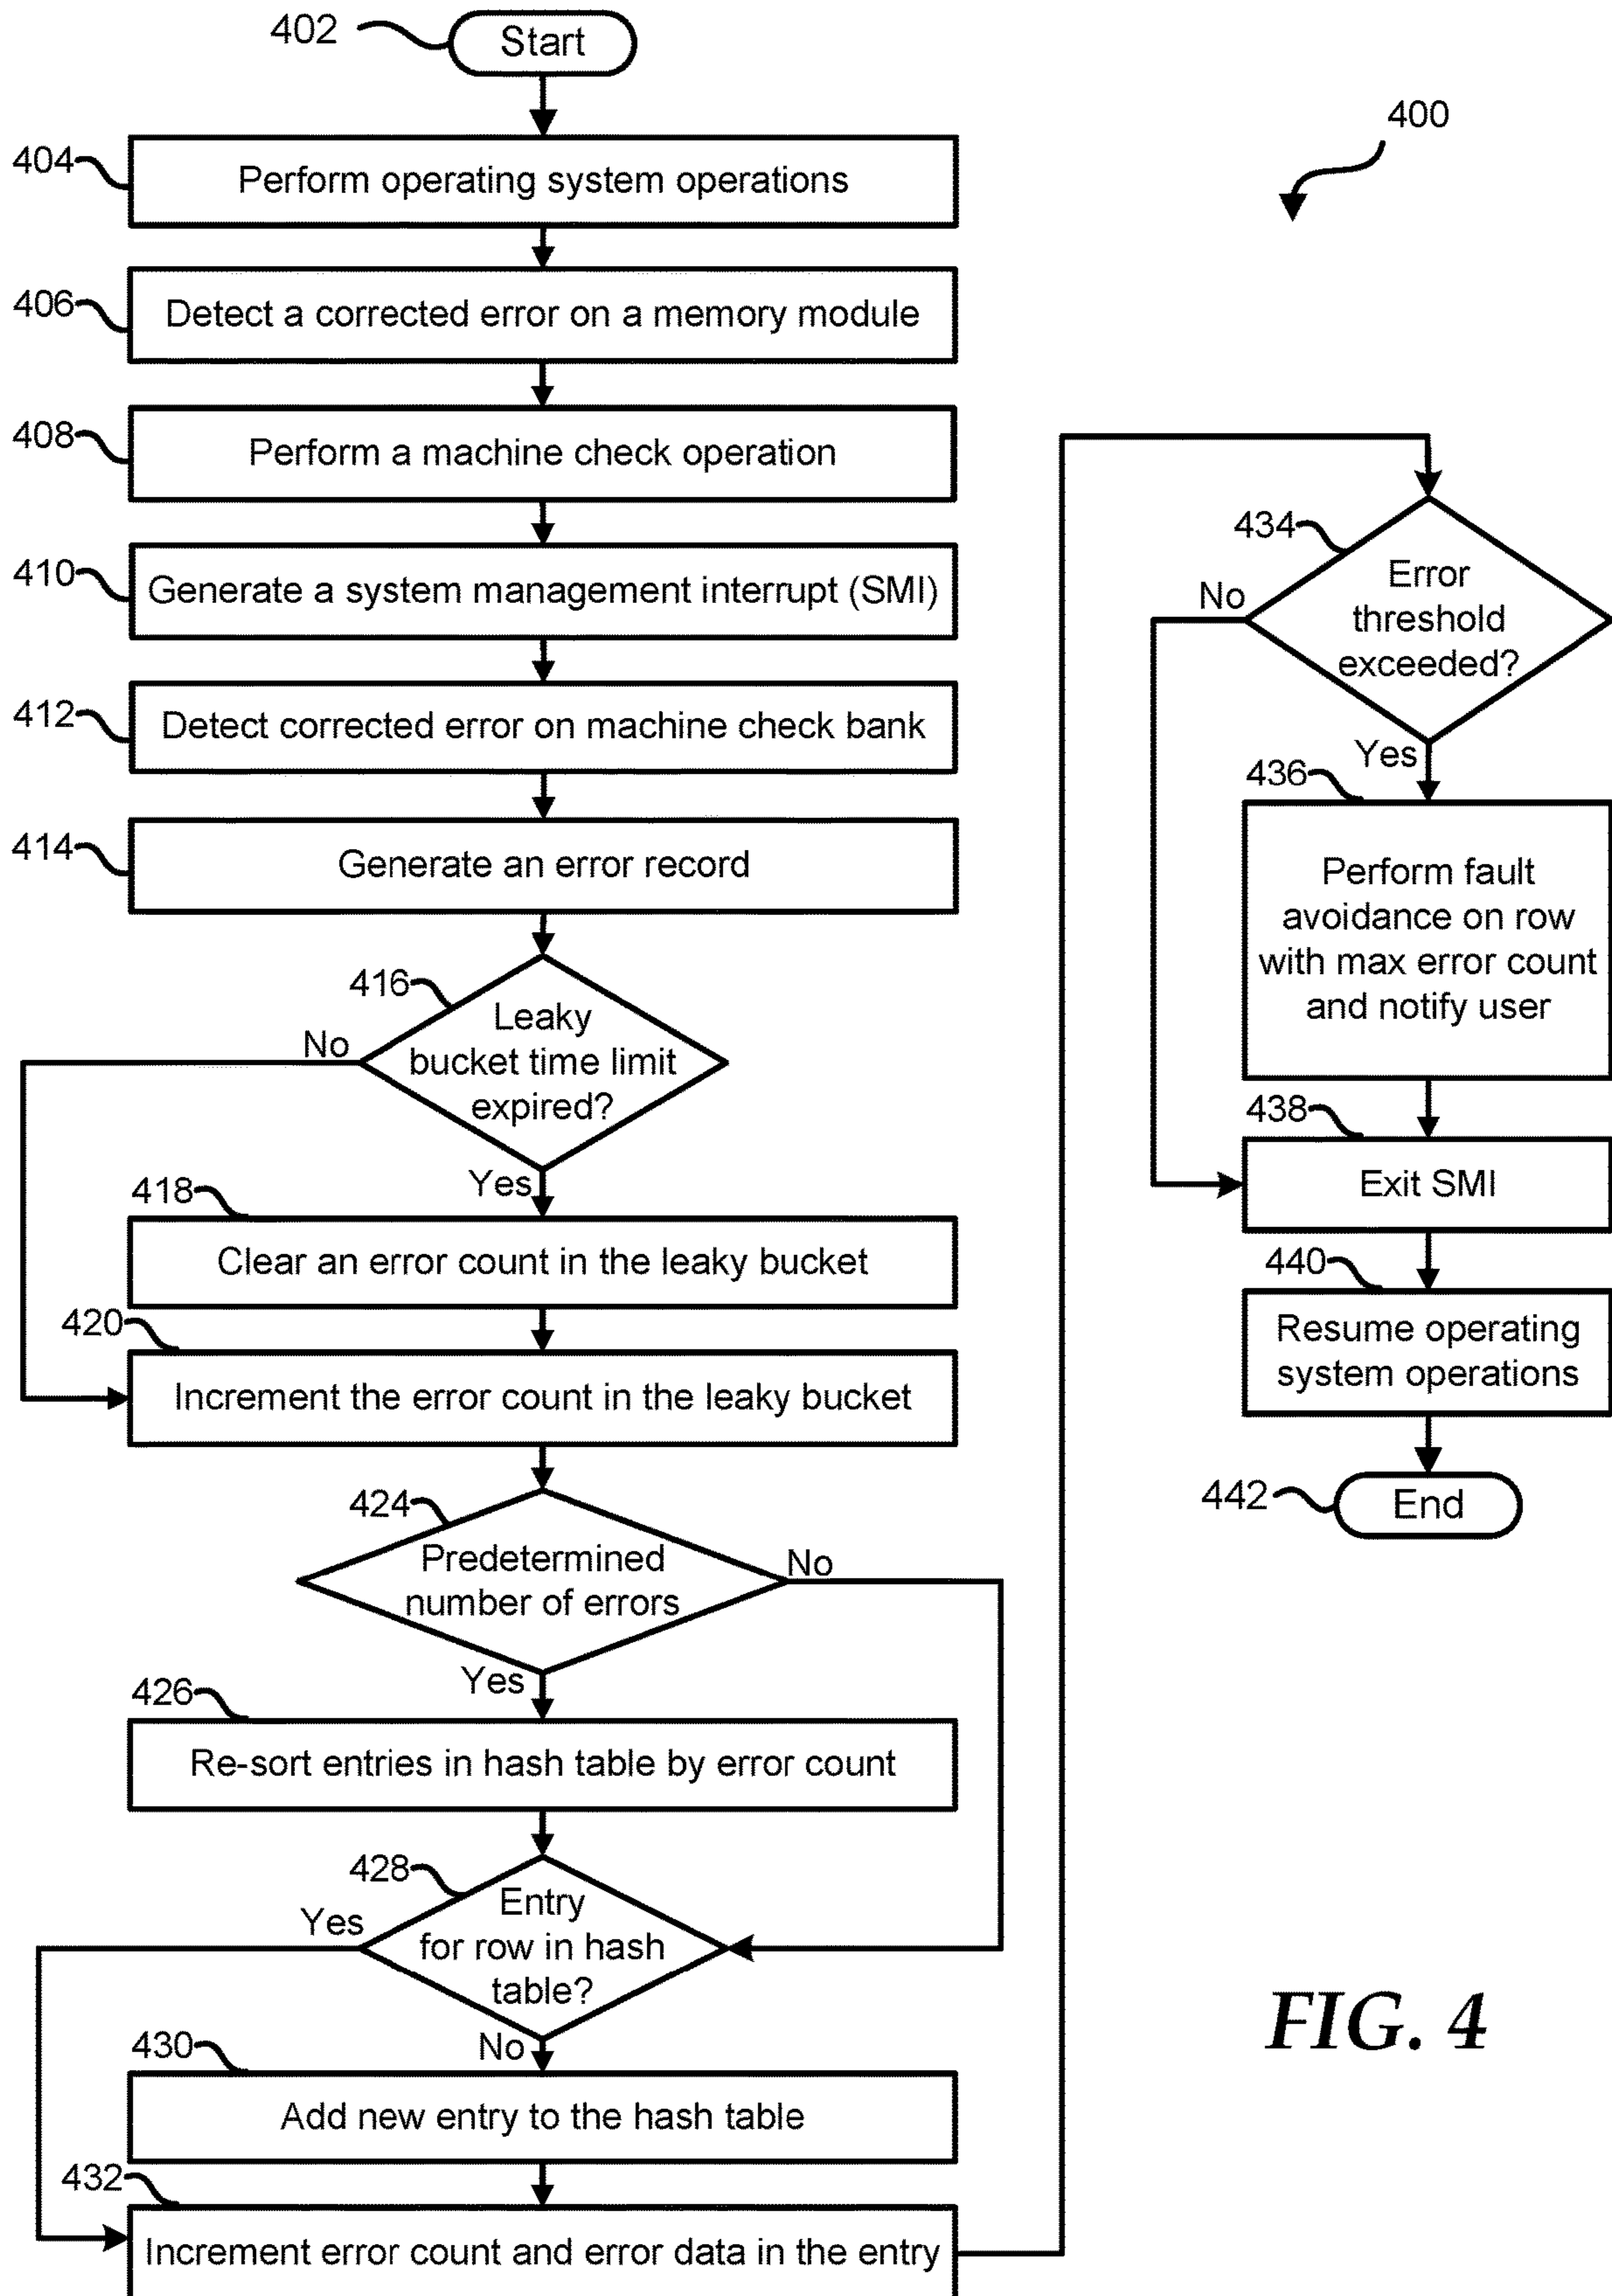 402
Start
400
404
Perform operating system operations
406
Detect a corrected error on a memory module
408
Perform a machine check operation
410
Generate a system management interrupt (SMI)
412
Detect corrected error on machine check bank
414
Generate an error record
416
Leaky
bucket time limit
expired?
No
Yes
418
Clear an error count in the leaky bucket
420
Increment the error count in the leaky bucket
424
Predetermined
number of errors
No
Yes
426
Re-sort entries in hash table by error count
428
Entry
for row in hash
table?
Yes
No
430
Add new entry to the hash table
432
Increment error count and error data in the entry
434
Error
threshold
exceeded?
No
Yes
436
Perform fault
avoidance on row
with max error count
and notify user
438
Exit SMI
440
Resume operating
system operations
442
End
FIG. 4